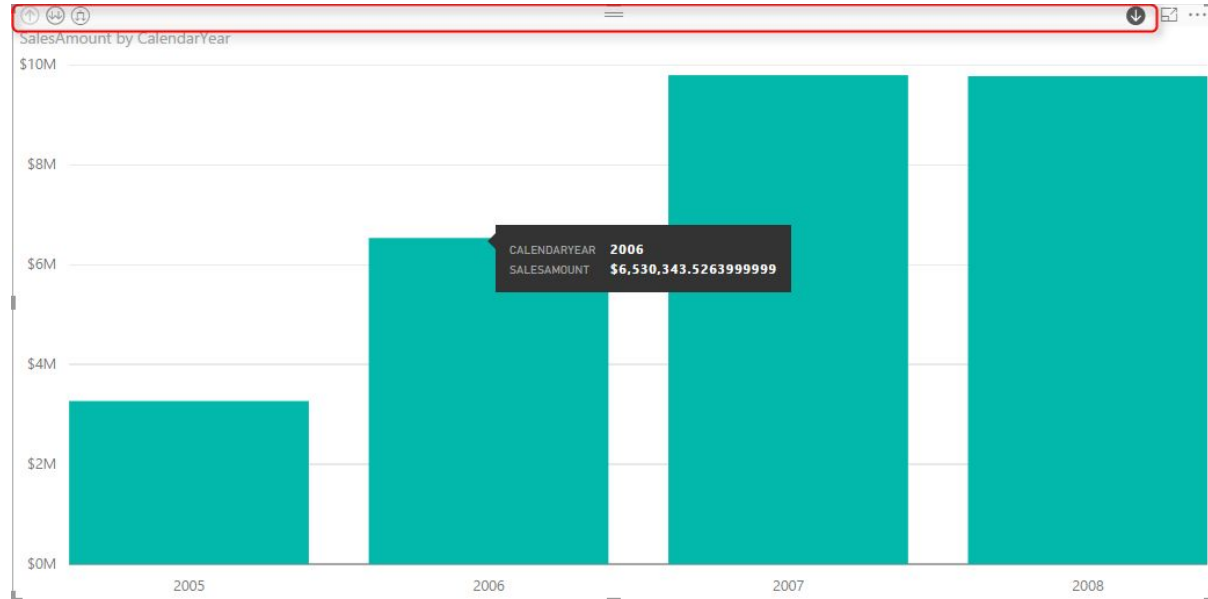 SalesAmount by CalendarYear
$10M
$8M
$6M
$4M
$2M
$0M
CALENDARYEAR 2006
SALESAMOUNT $6,530,343.5263999999
2005 2006 2007 2008